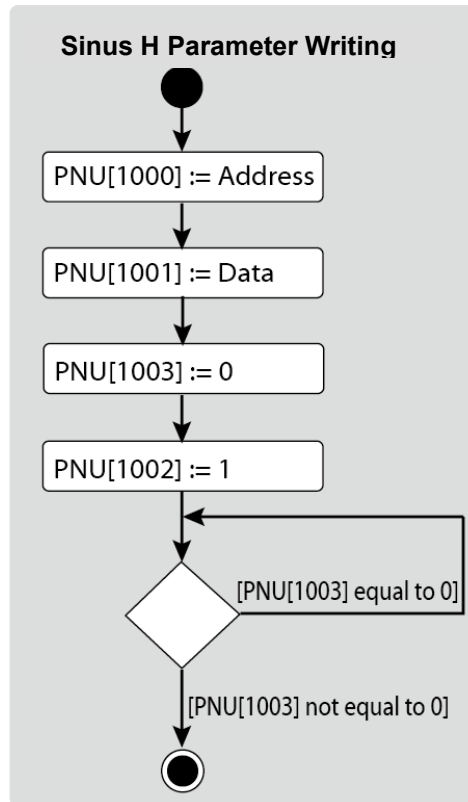 Sinus H Parameter Writing
PNU[1000] := Address
PNU[1001] := Data
PNU[1003] := 0
PNU[1002] := 1
[PNU[1003] equal to 0]
[PNU[1003] not equal to 0]